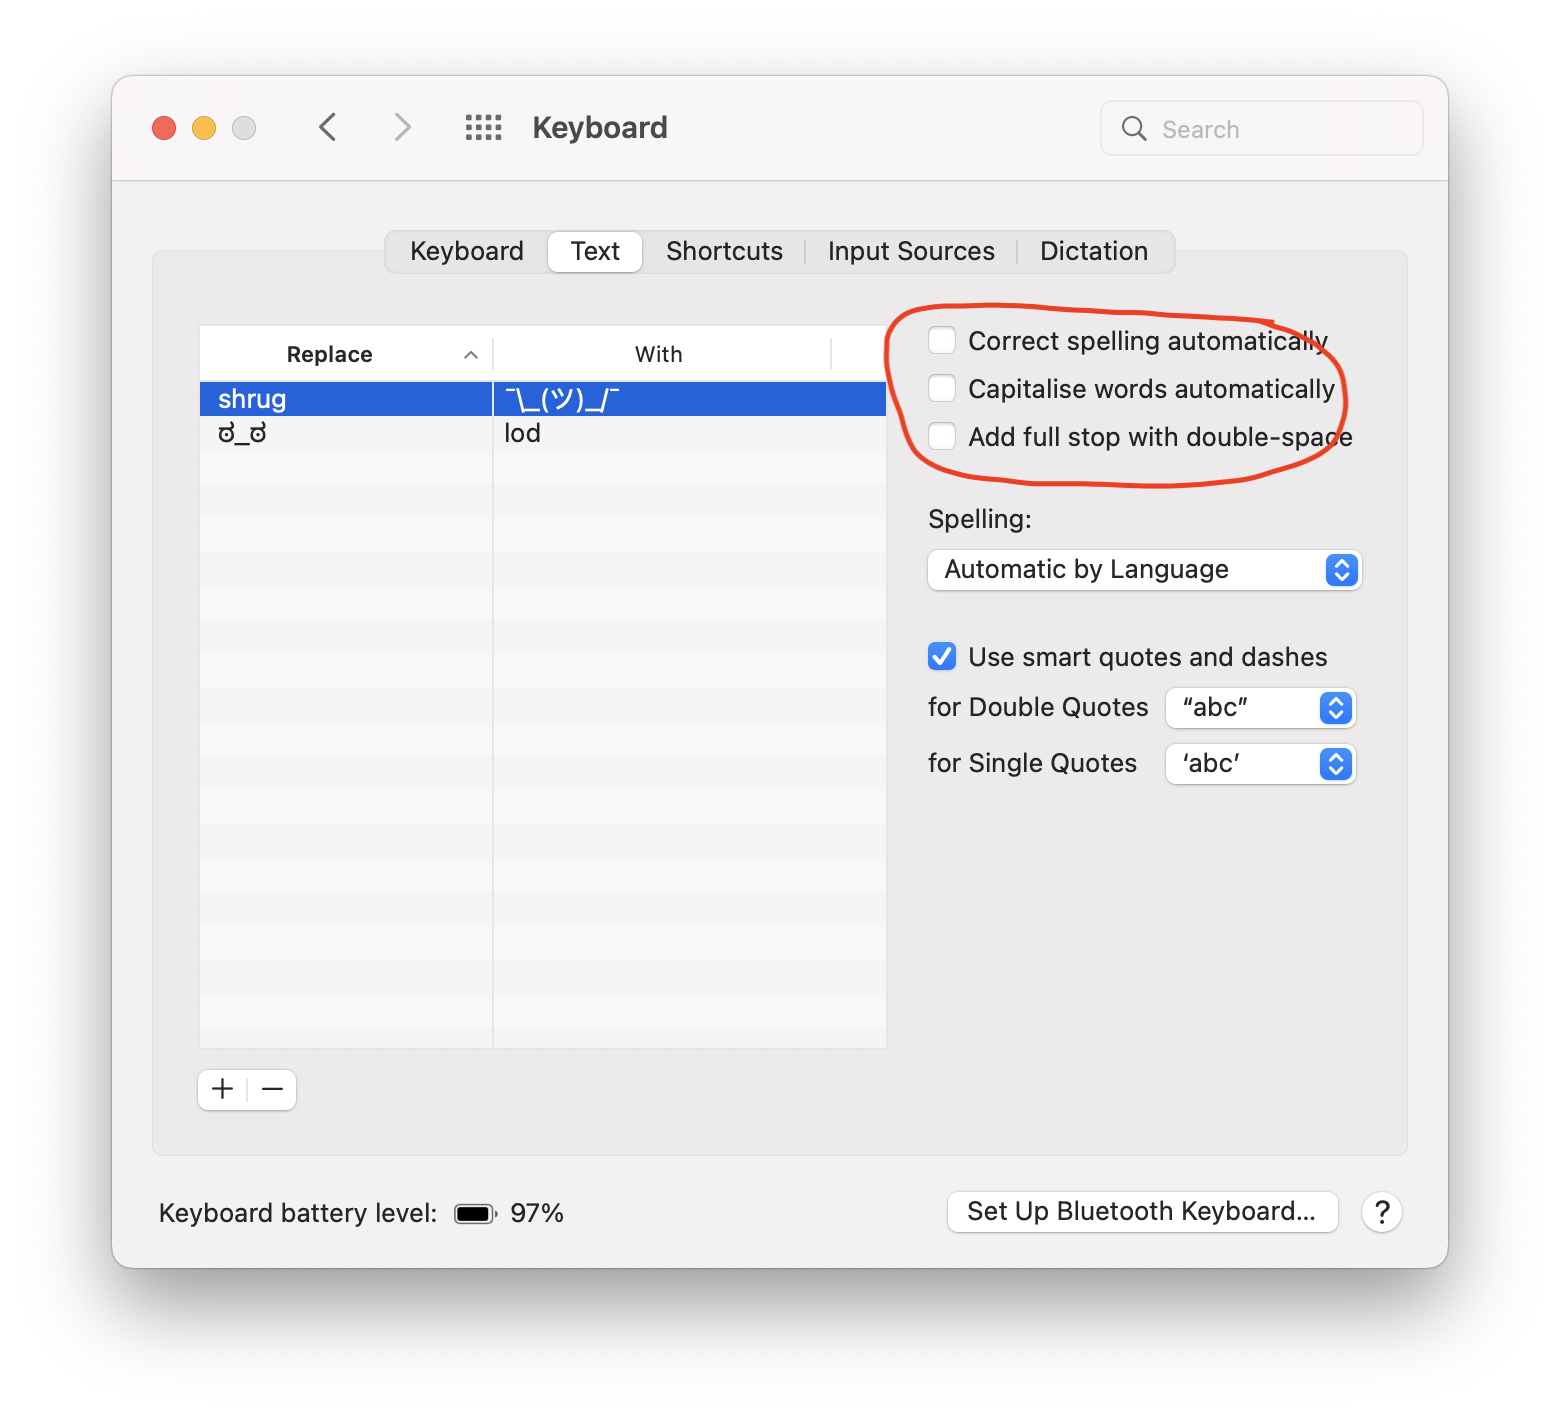 Keyboard
Search
Keyboard Text Shortcuts Input Sources Dictation
Replace With
shrug ¯\_(ツ)_/¯
ಠ_ಠ lod
Correct spelling automatically
Capitalise words automatically
Add full stop with double-space
Spelling:
Automatic by Language
Use smart quotes and dashes
for Double Quotes “abc”
for Single Quotes ‘abc’
Keyboard battery level: 97%
Set Up Bluetooth Keyboard...
?